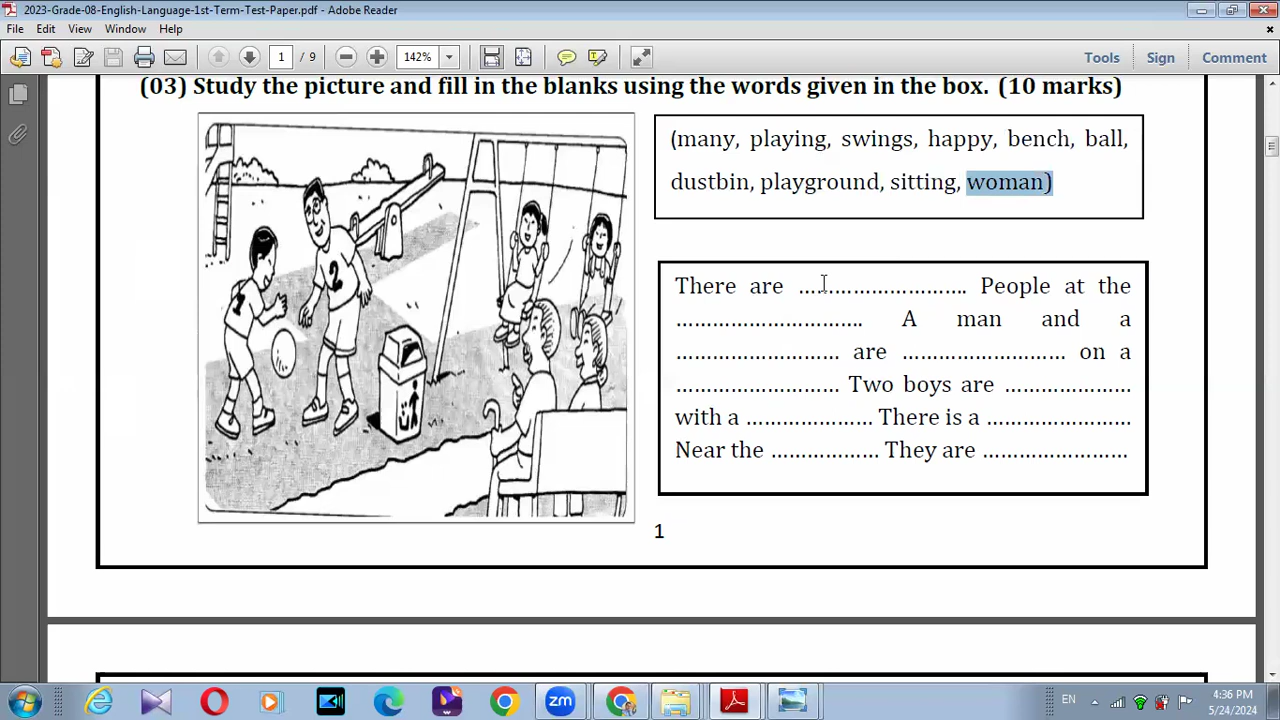 2023-Grade-08-English-Language-1st-Term-Test-Paper.pdf - Adobe Reader
File Edit View Window Help
1 / 9 142% Tools Sign Comment
(03) Study the picture and fill in the blanks using the words given in the box. (10 marks)
(many, playing, swings, happy, bench, ball,
dustbin, playground, sitting, woman)
1
2
There are ………………………. People at the
…………………………. A man and a
……………………… are ……………………… on a
……………………… Two boys are …………………
with a ………………… There is a ……………………
Near the ……………… They are ……………………
1
zm
EN
4:36 PM
5/24/2024